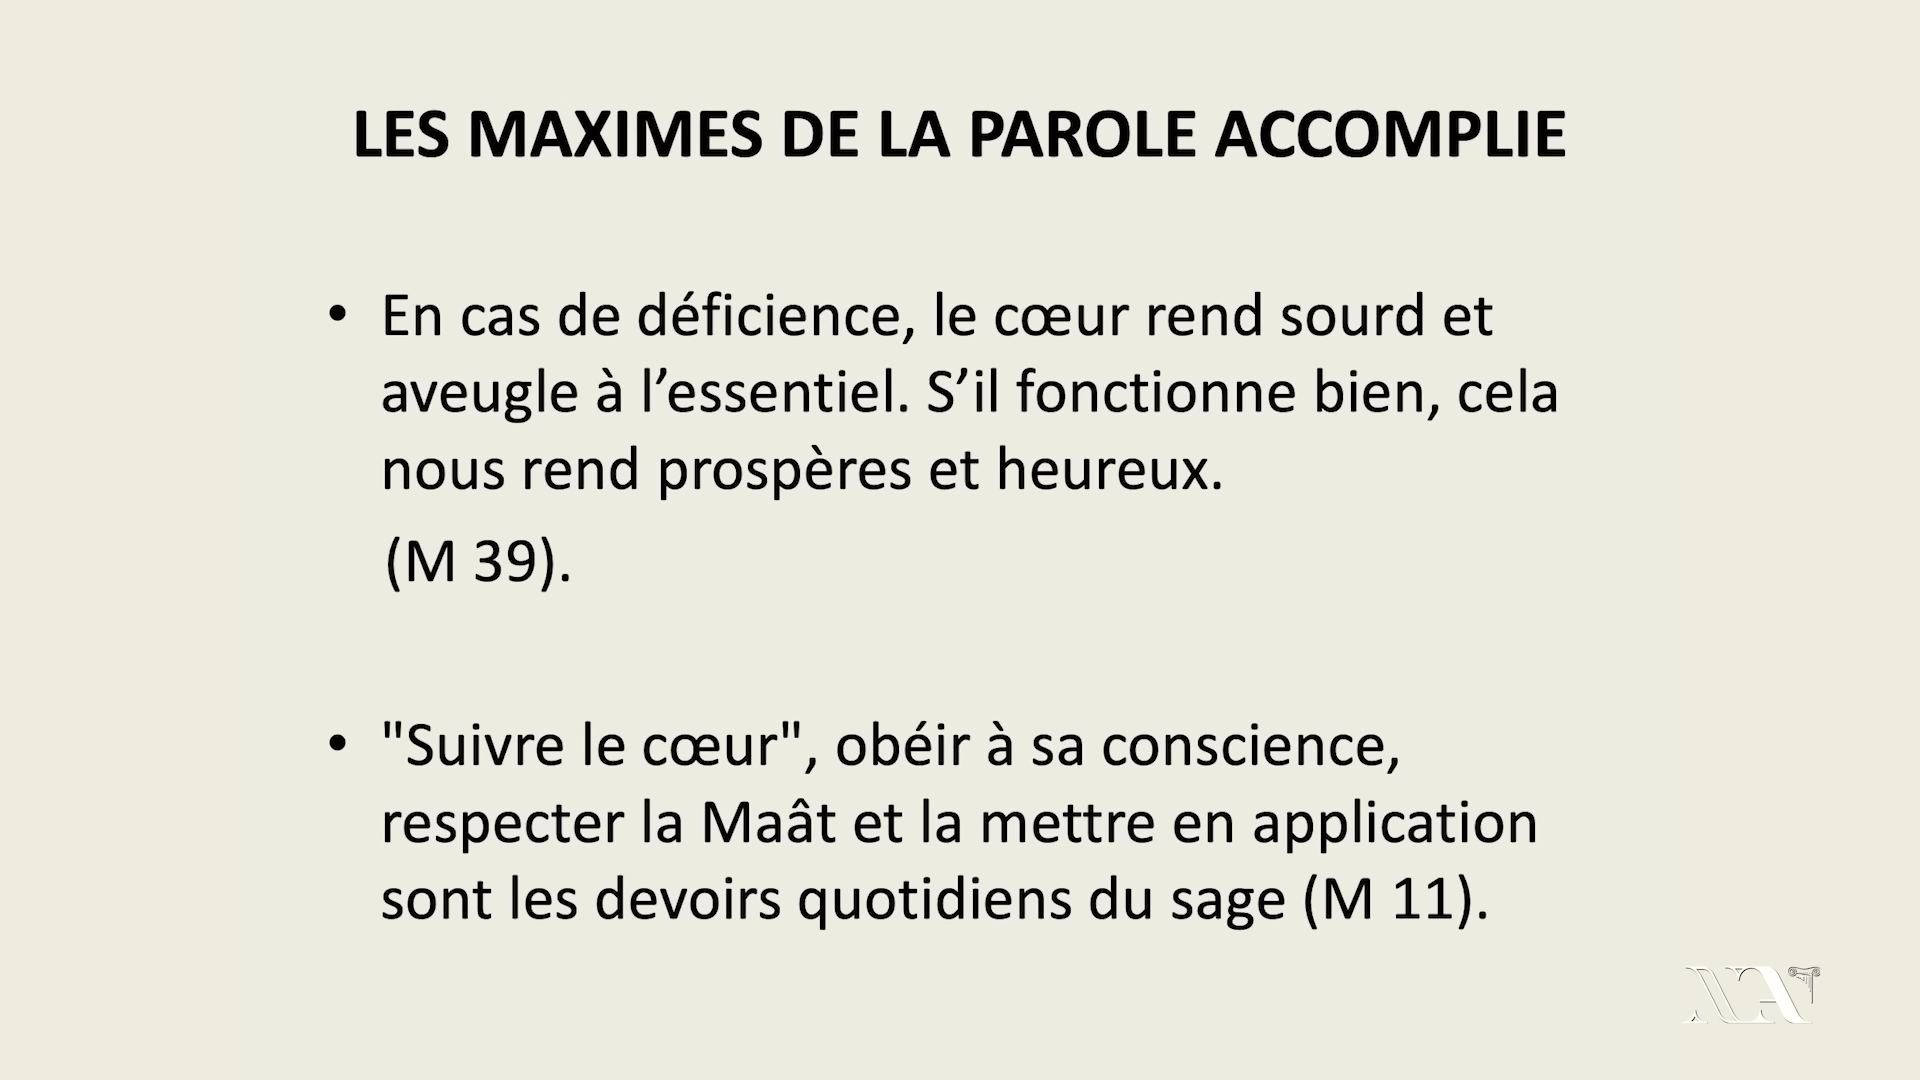 LES MAXIMES DE LA PAROLE ACCOMPLIE
• En cas de déficience, le cœur rend sourd et
aveugle à l’essentiel. S’il fonctionne bien, cela
nous rend prospères et heureux.
(M 39).
• "Suivre le cœur", obéir à sa conscience,
respecter la Maât et la mettre en application
sont les devoirs quotidiens du sage (M 11).